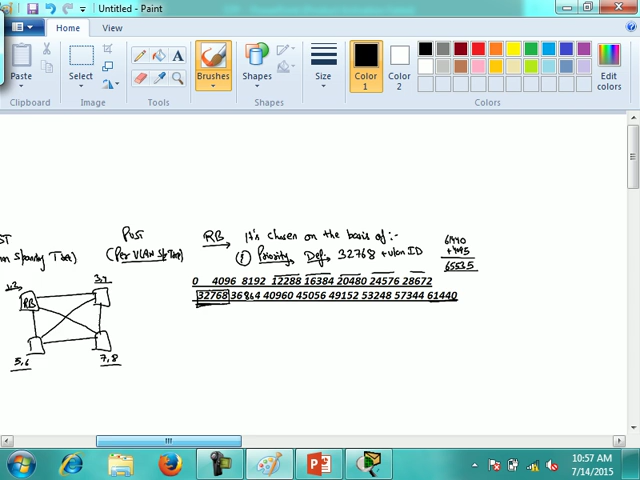 Untitled - Paint
Home
View
Paste
Select
Brushes
Shapes
Size
Color 1
Color 2
Edit colors
Clipboard
Image
Tools
Shapes
Colors
PVST
(Per VLAN Sp Tree)
RB → It's chosen on the basis of :-
① Priority → Def → 32768 + vlan ID
61440
+ 4095
65535
0 4096 8192 12288 16384 20480 24576 28672
32768 36864 40960 45056 49152 53248 57344 61440
3,4
RB
5,6
7,8
10:57 AM
7/14/2015